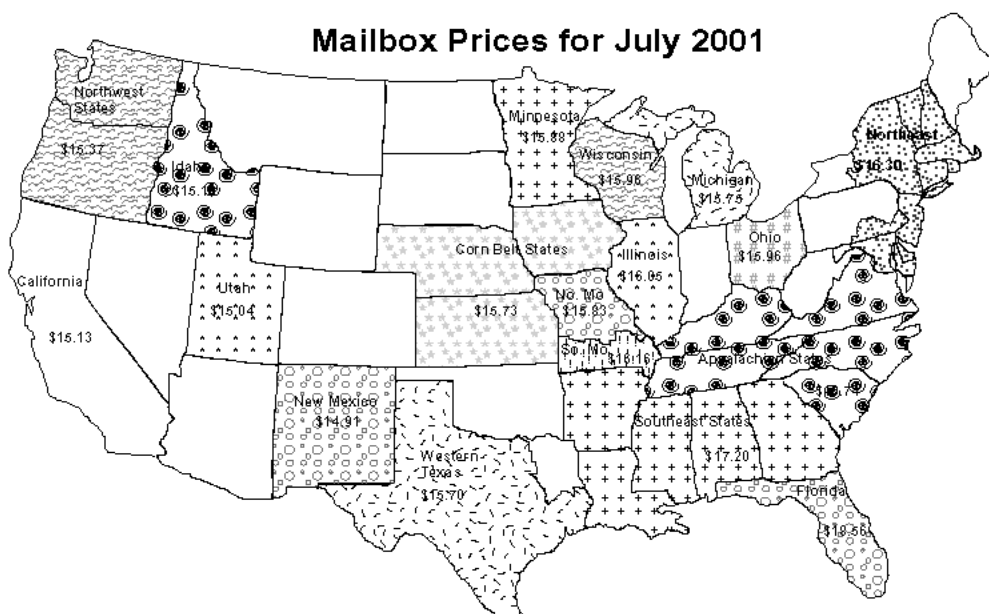 Mailbox Prices for July 2001
Northwest
States
$15.37
Idaho
Minnesota
$15.88
Wisconsin
$15.96
Michigan
$15.75
Northeast
$16.30
California
$15.13
Utah
$15.04
Corn Belt States
$15.73
Illinois
$16.05
Ohio
$15.96
No. Mo
$15.83
So. Mo.
$16.16
Appalachian States
New Mexico
$14.91
Western
Texas
$15.70
Southeast States
$17.20
Florida
$18.56